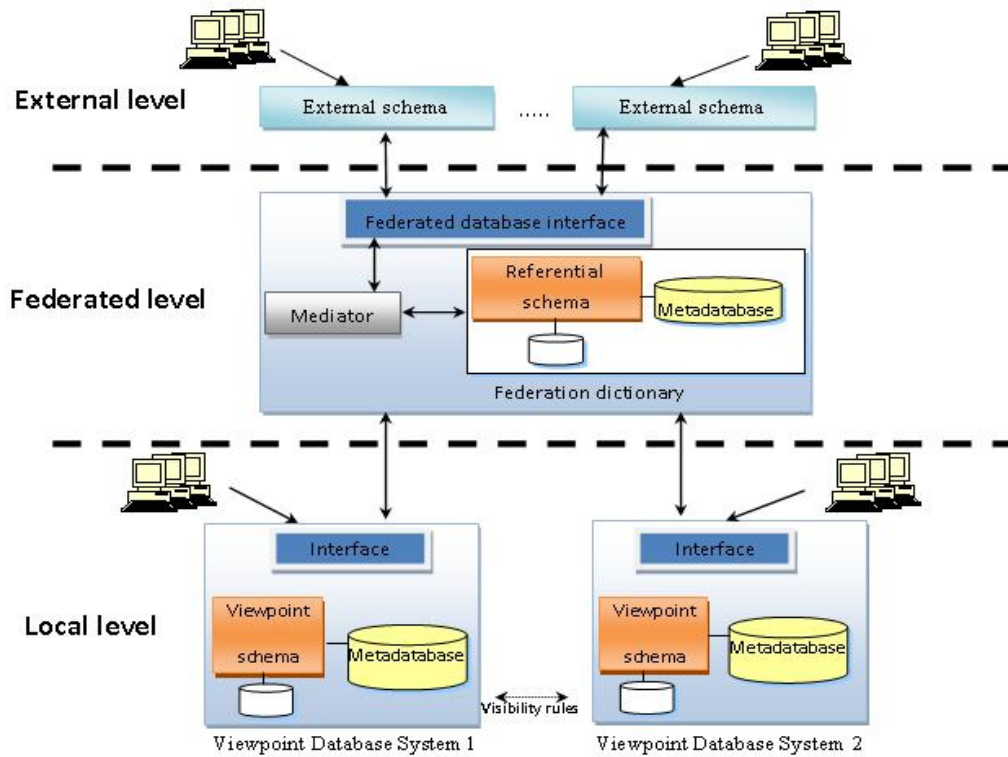 External level
External schema
.....
External schema
Federated database interface
Federated level
Mediator
Referential
schema
Metadatabase
Federation dictionary
Local level
Interface
Viewpoint
schema
Metadatabase
Visibility rules
Interface
Viewpoint
schema
Metadatabase
Viewpoint Database System 1
Viewpoint Database System 2